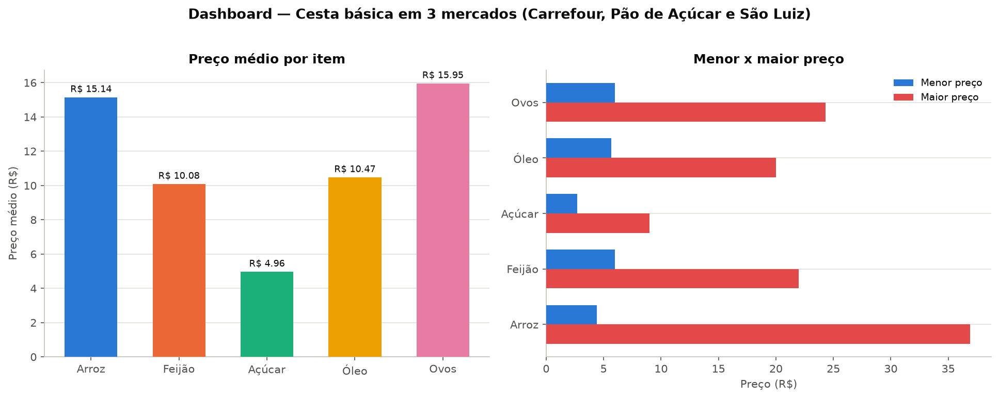 Dashboard — Cesta básica em 3 mercados (Carrefour, Pão de Açúcar e São Luiz)
Preço médio por item
Preço médio (R$)
16
14
12
10
8
6
4
2
0
R$ 15.14
R$ 10.08
R$ 4.96
R$ 10.47
R$ 15.95
Arroz
Feijão
Açúcar
Óleo
Ovos
Menor x maior preço
Menor preço
Maior preço
Ovos
Óleo
Açúcar
Feijão
Arroz
0
5
10
15
20
25
30
35
Preço (R$)